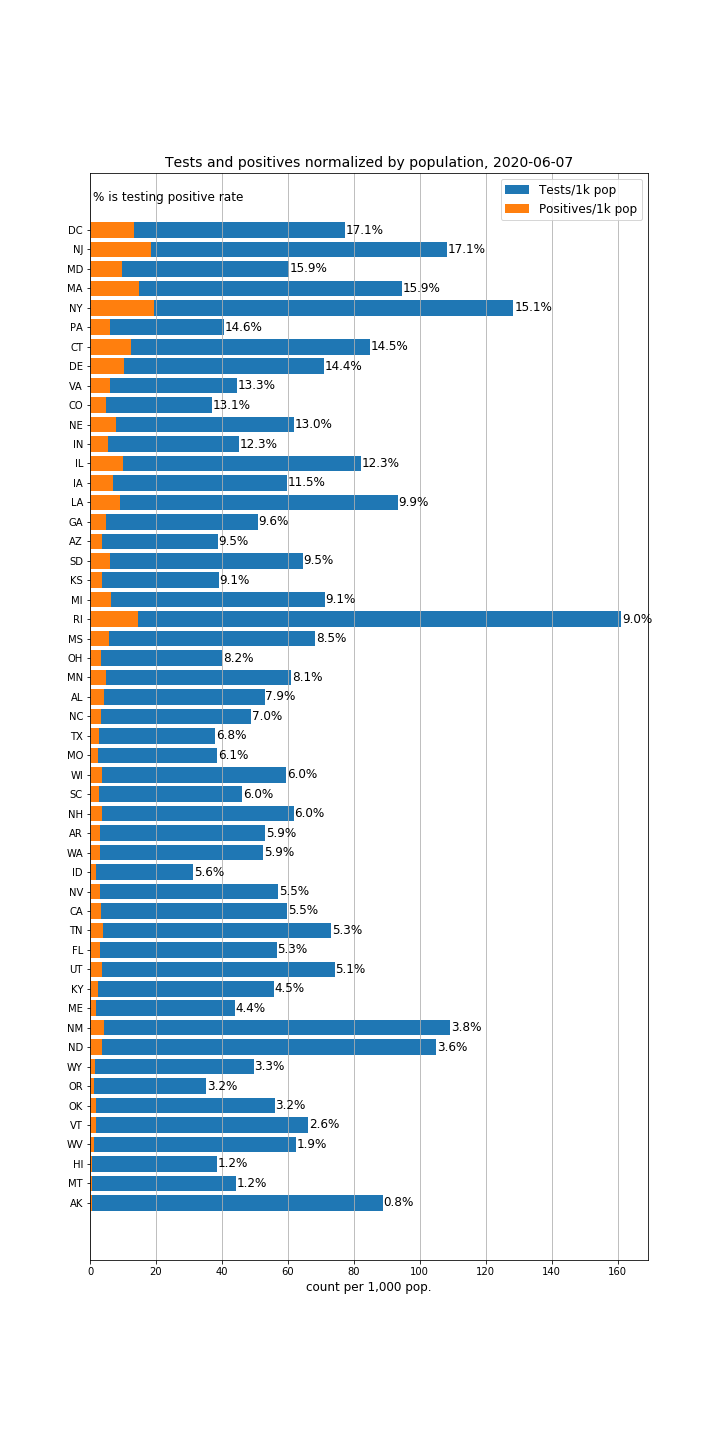 Tests and positives normalized by population, 2020-06-07
% is testing positive rate
Tests/1k pop
Positives/1k pop
DC 17.1%
NJ 17.1%
MD 15.9%
MA 15.9%
NY 15.1%
PA 14.6%
CT 14.5%
DE 14.4%
VA 13.3%
CO 13.1%
NE 13.0%
IN 12.3%
IL 12.3%
IA 11.5%
LA 9.9%
GA 9.6%
AZ 9.5%
SD 9.5%
KS 9.1%
MI 9.1%
RI 9.0%
MS 8.5%
OH 8.2%
MN 8.1%
AL 7.9%
NC 7.0%
TX 6.8%
MO 6.1%
WI 6.0%
SC 6.0%
NH 6.0%
AR 5.9%
WA 5.9%
ID 5.6%
NV 5.5%
CA 5.5%
TN 5.3%
FL 5.3%
UT 5.1%
KY 4.5%
ME 4.4%
NM 3.8%
ND 3.6%
WY 3.3%
OR 3.2%
OK 3.2%
VT 2.6%
WV 1.9%
HI 1.2%
MT 1.2%
AK 0.8%
0 20 40 60 80 100 120 140 160
count per 1,000 pop.